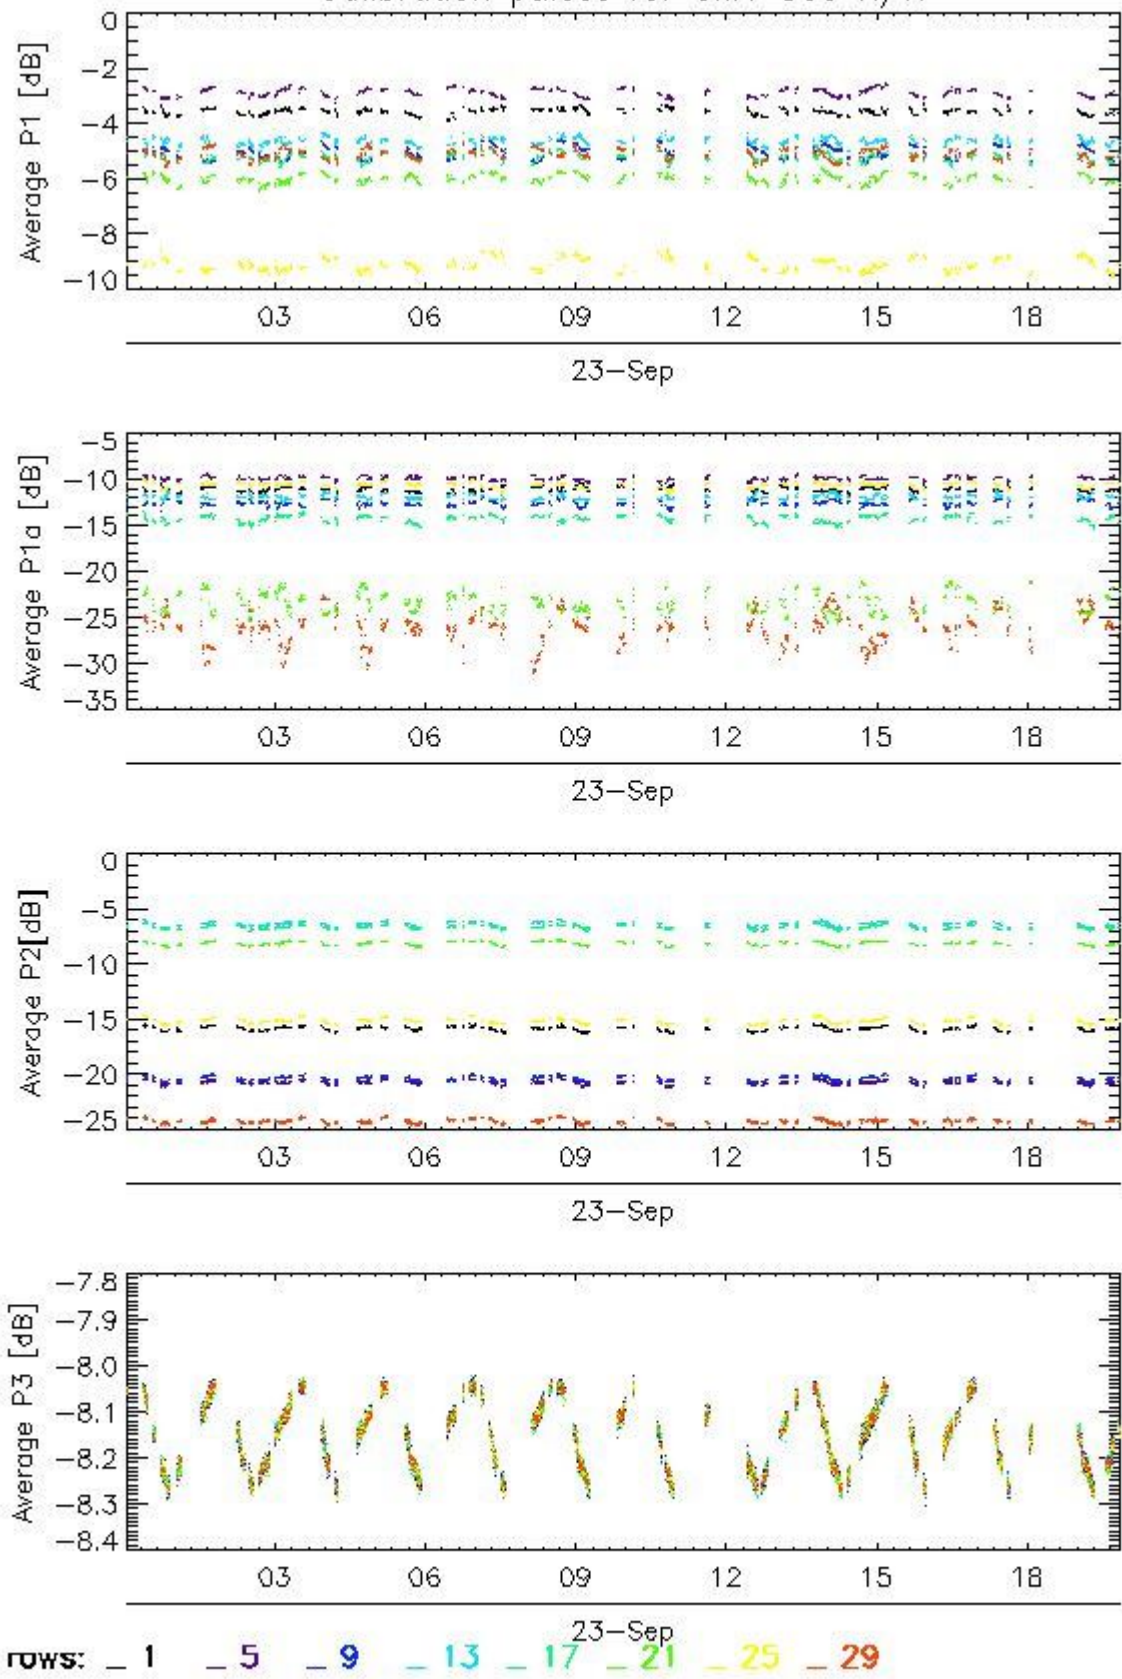 0
Average P1 [dB]
-2
-4
-6
-8
-10
03 06 09 12 15 18
23-Sep
-5
Average P1a [dB]
-10
-15
-20
-25
-30
-35
03 06 09 12 15 18
23-Sep
0
Average P2[dB]
-5
-10
-15
-20
-25
03 06 09 12 15 18
23-Sep
-7.8
Average P3 [dB]
-7.9
-8.0
-8.1
-8.2
-8.3
-8.4
03 06 09 12 15 18
23-Sep
rows: _ 1 _ 5 _ 9 _ 13 _ 17 _ 21 _ 25 _ 29